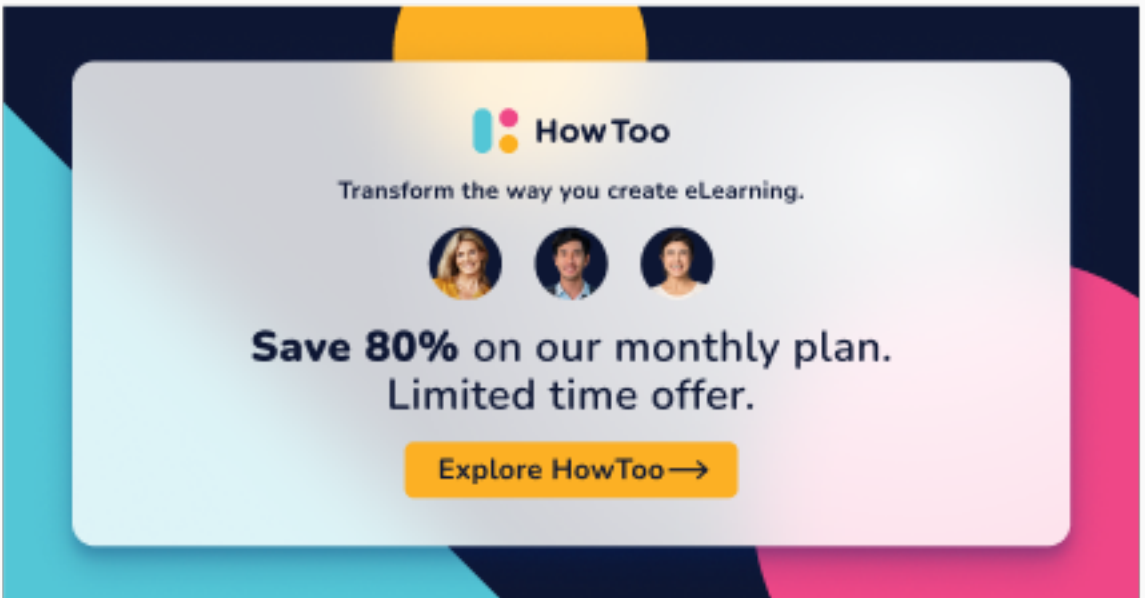 HowToo
Transform the way you create eLearning.
Save 80% on our monthly plan.
Limited time offer.
Explore HowToo→